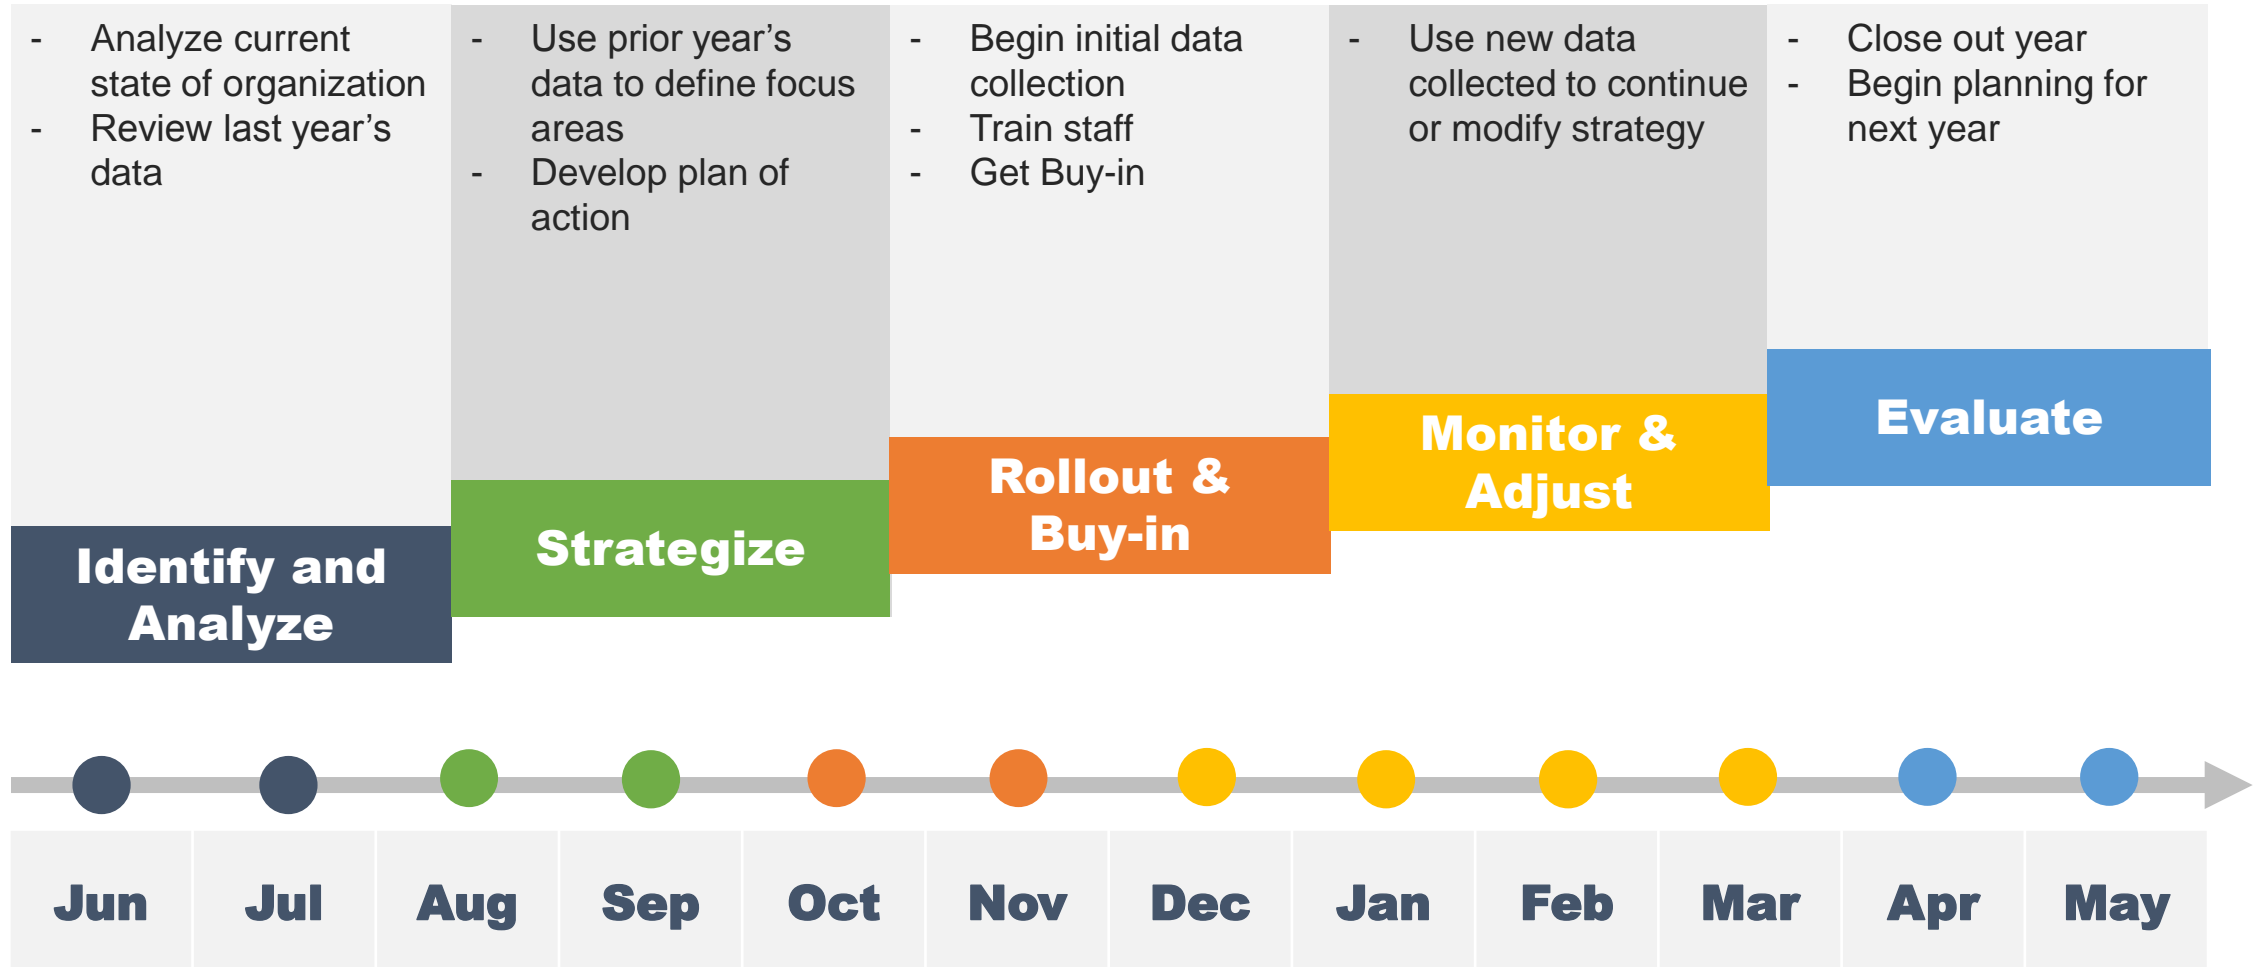 - Analyze current
state of organization
- Review last year’s
data
- Use prior year’s
data to define focus
areas
- Develop plan of
action
- Begin initial data
collection
- Train staff
- Get Buy-in
- Use new data
collected to continue
or modify strategy
- Close out year
- Begin planning for
next year
Identify and
Analyze
Strategize
Rollout &
Buy-in
Monitor &
Adjust
Evaluate
Jun Jul Aug Sep Oct Nov Dec Jan Feb Mar Apr May